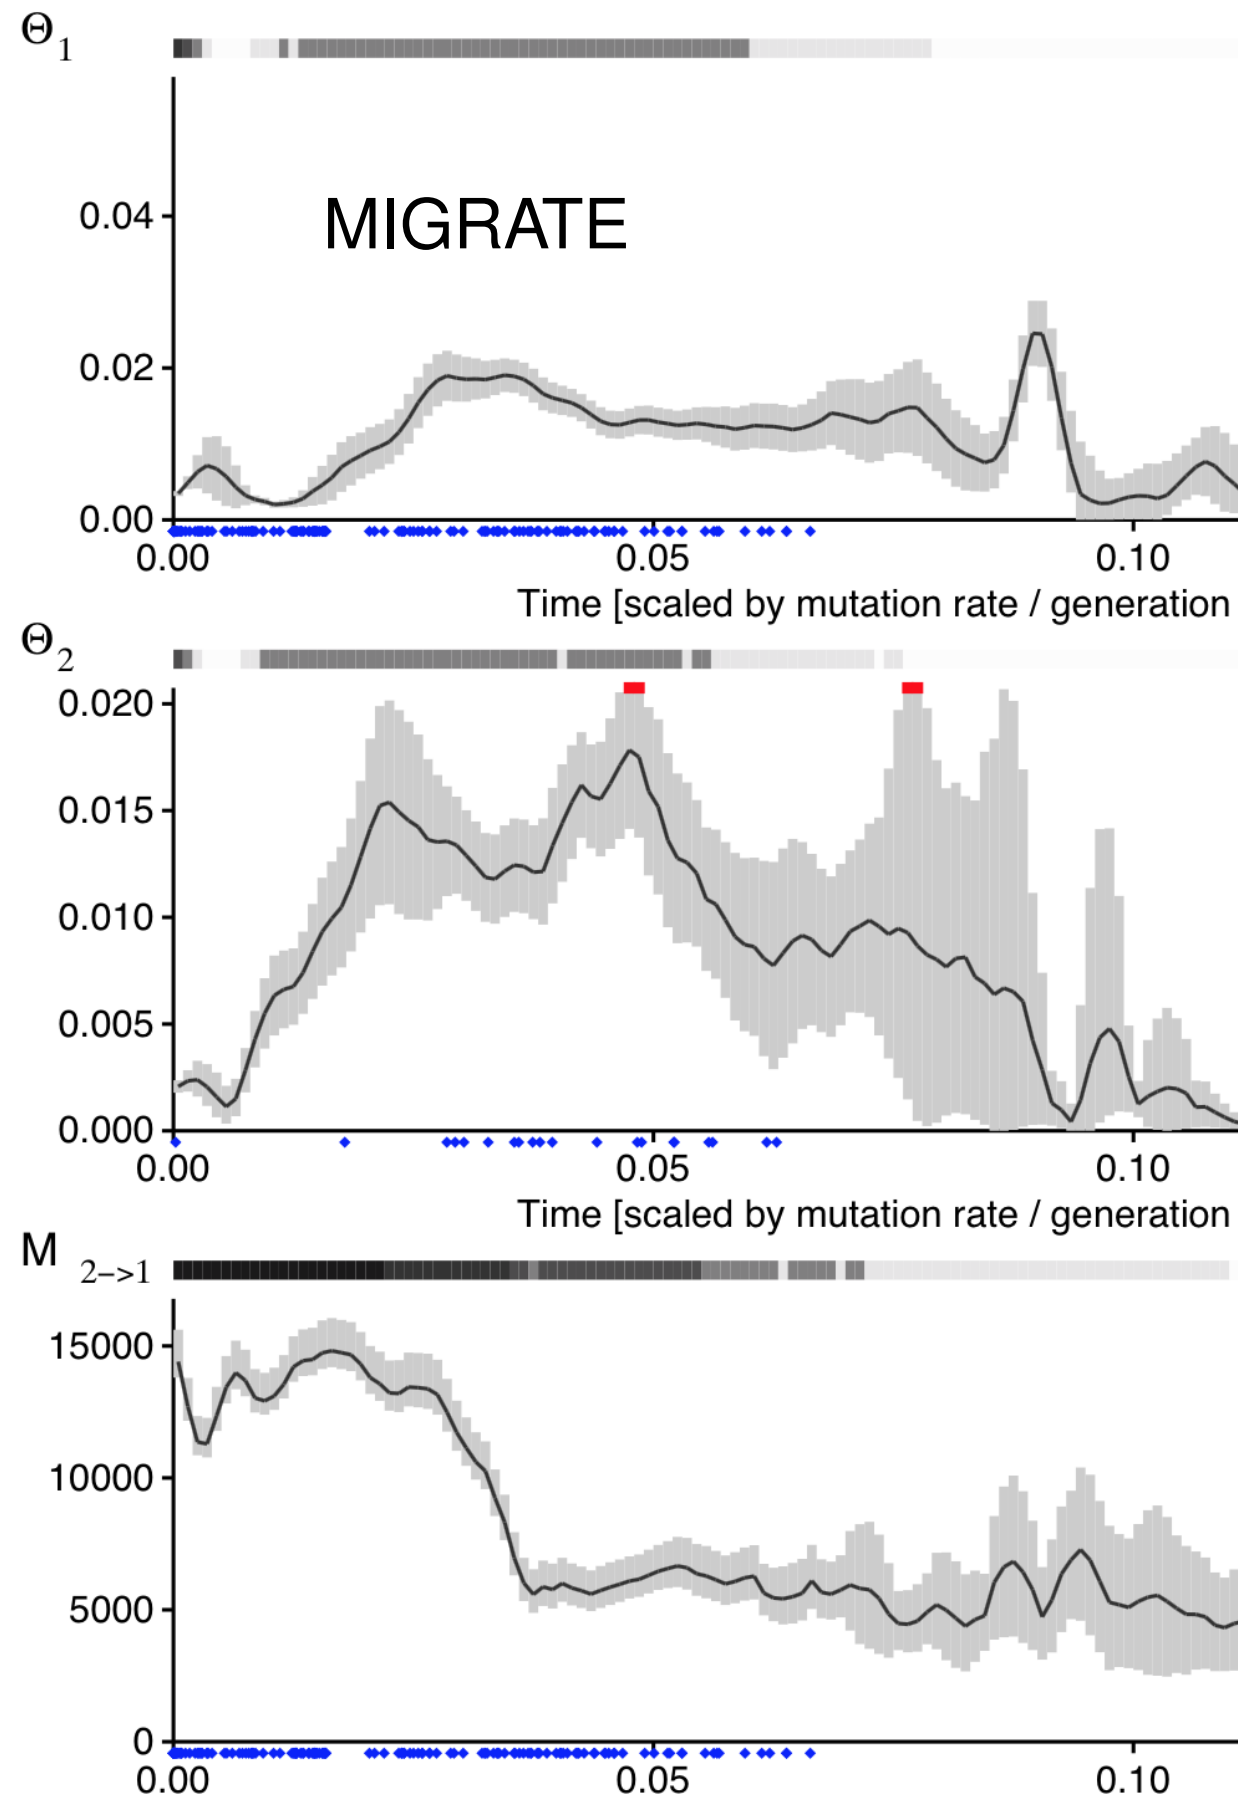 Θ1
0.04
MIGRATE
0.02
0.00
0.00 0.05 0.10
Time [scaled by mutation rate / generation
Θ2
0.020
0.015
0.010
0.005
0.000
0.00 0.05 0.10
Time [scaled by mutation rate / generation
M 2−>1
15000
10000
5000
0
0.00 0.05 0.10